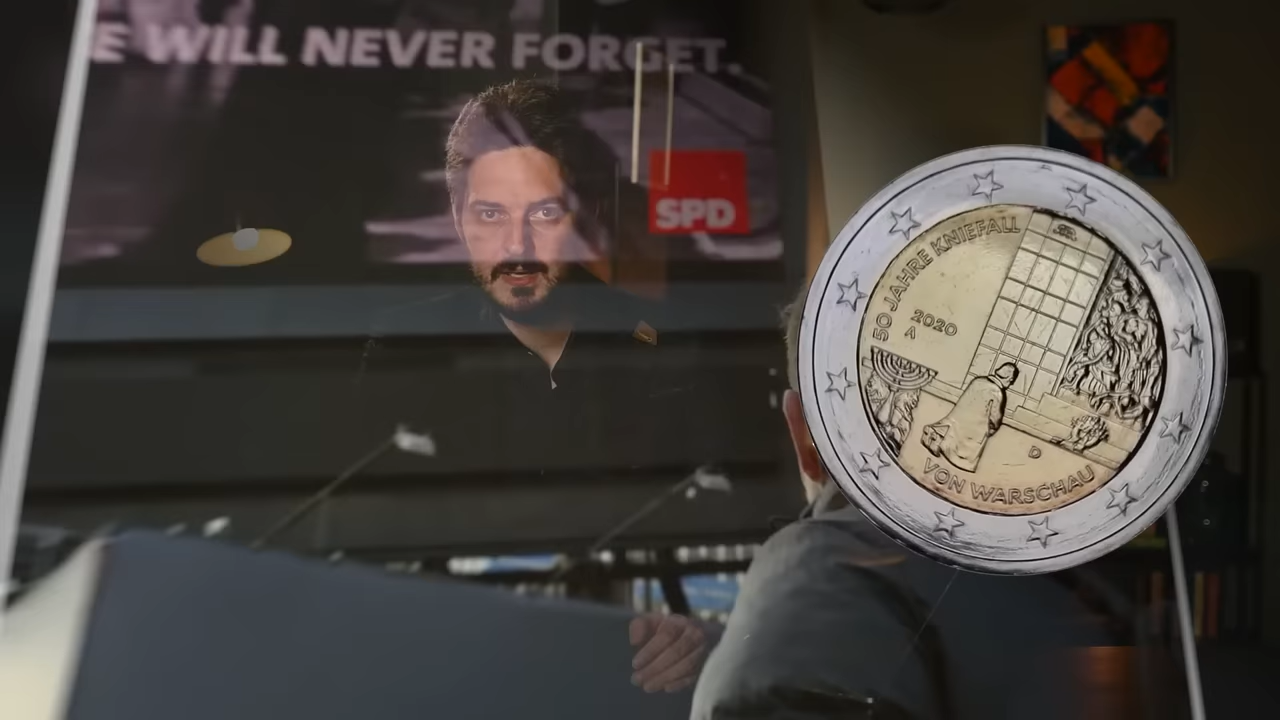 E WILL NEVER FORGET.
SPD
50 JAHRE KNIEFALL
2020
A
D
VON WARSCHAU